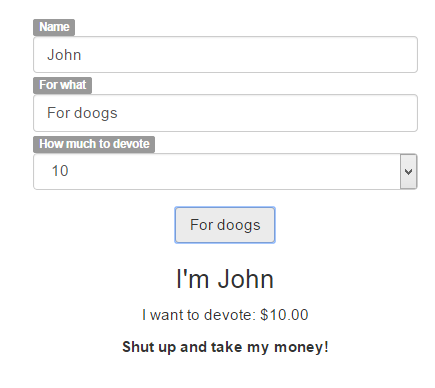 Name
John
For what
For doogs
How much to devote
10
For doogs
I'm John
I want to devote: $10.00
Shut up and take my money!